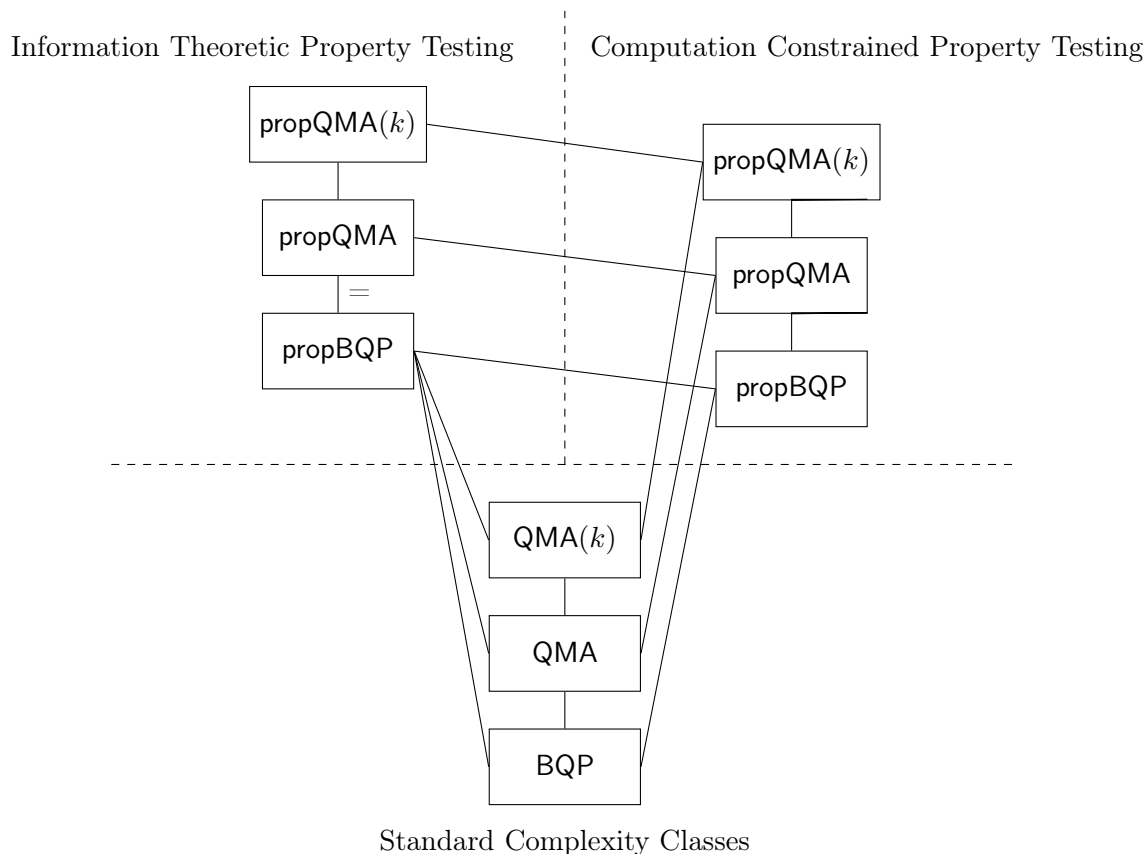 Information Theoretic Property Testing
Computation Constrained Property Testing
propQMA(k)
propQMA(k)
propQMA
propQMA
=
propBQP
propBQP
QMA(k)
QMA
BQP
Standard Complexity Classes